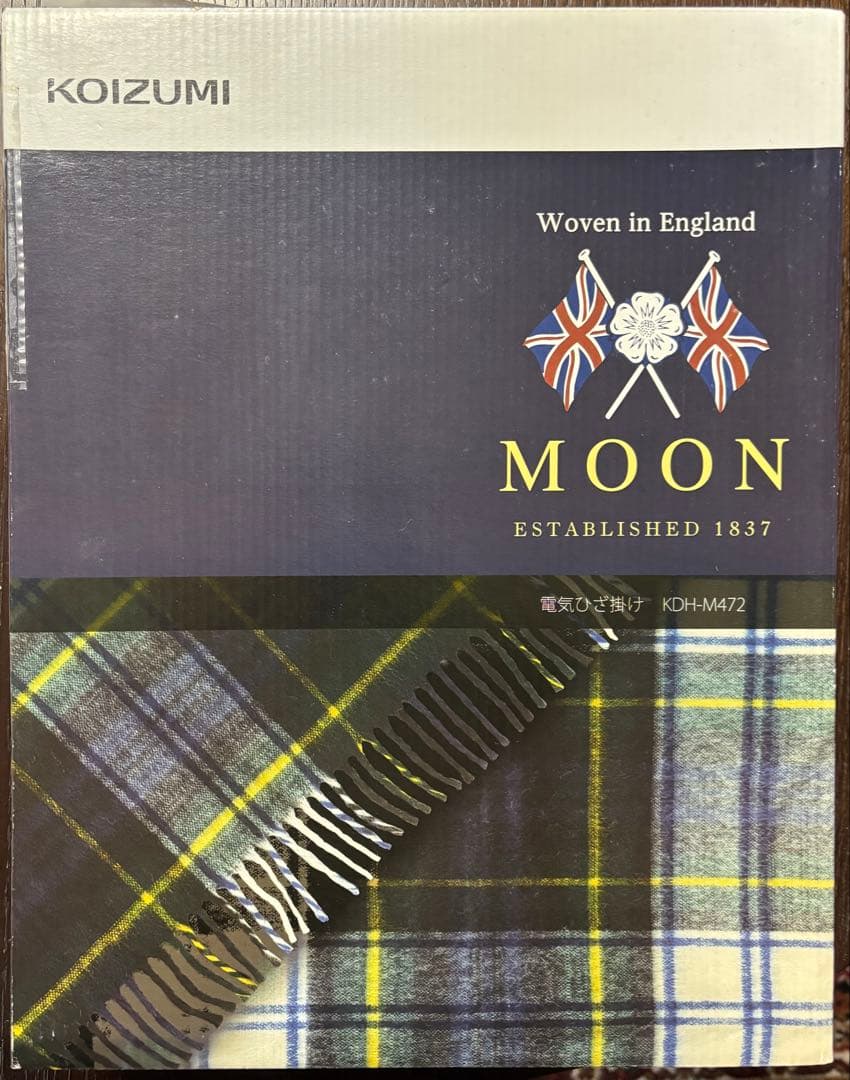 KOIZUMI
Woven in England
MOON
ESTABLISHED 1837
電気ひざ掛け KDH-M472